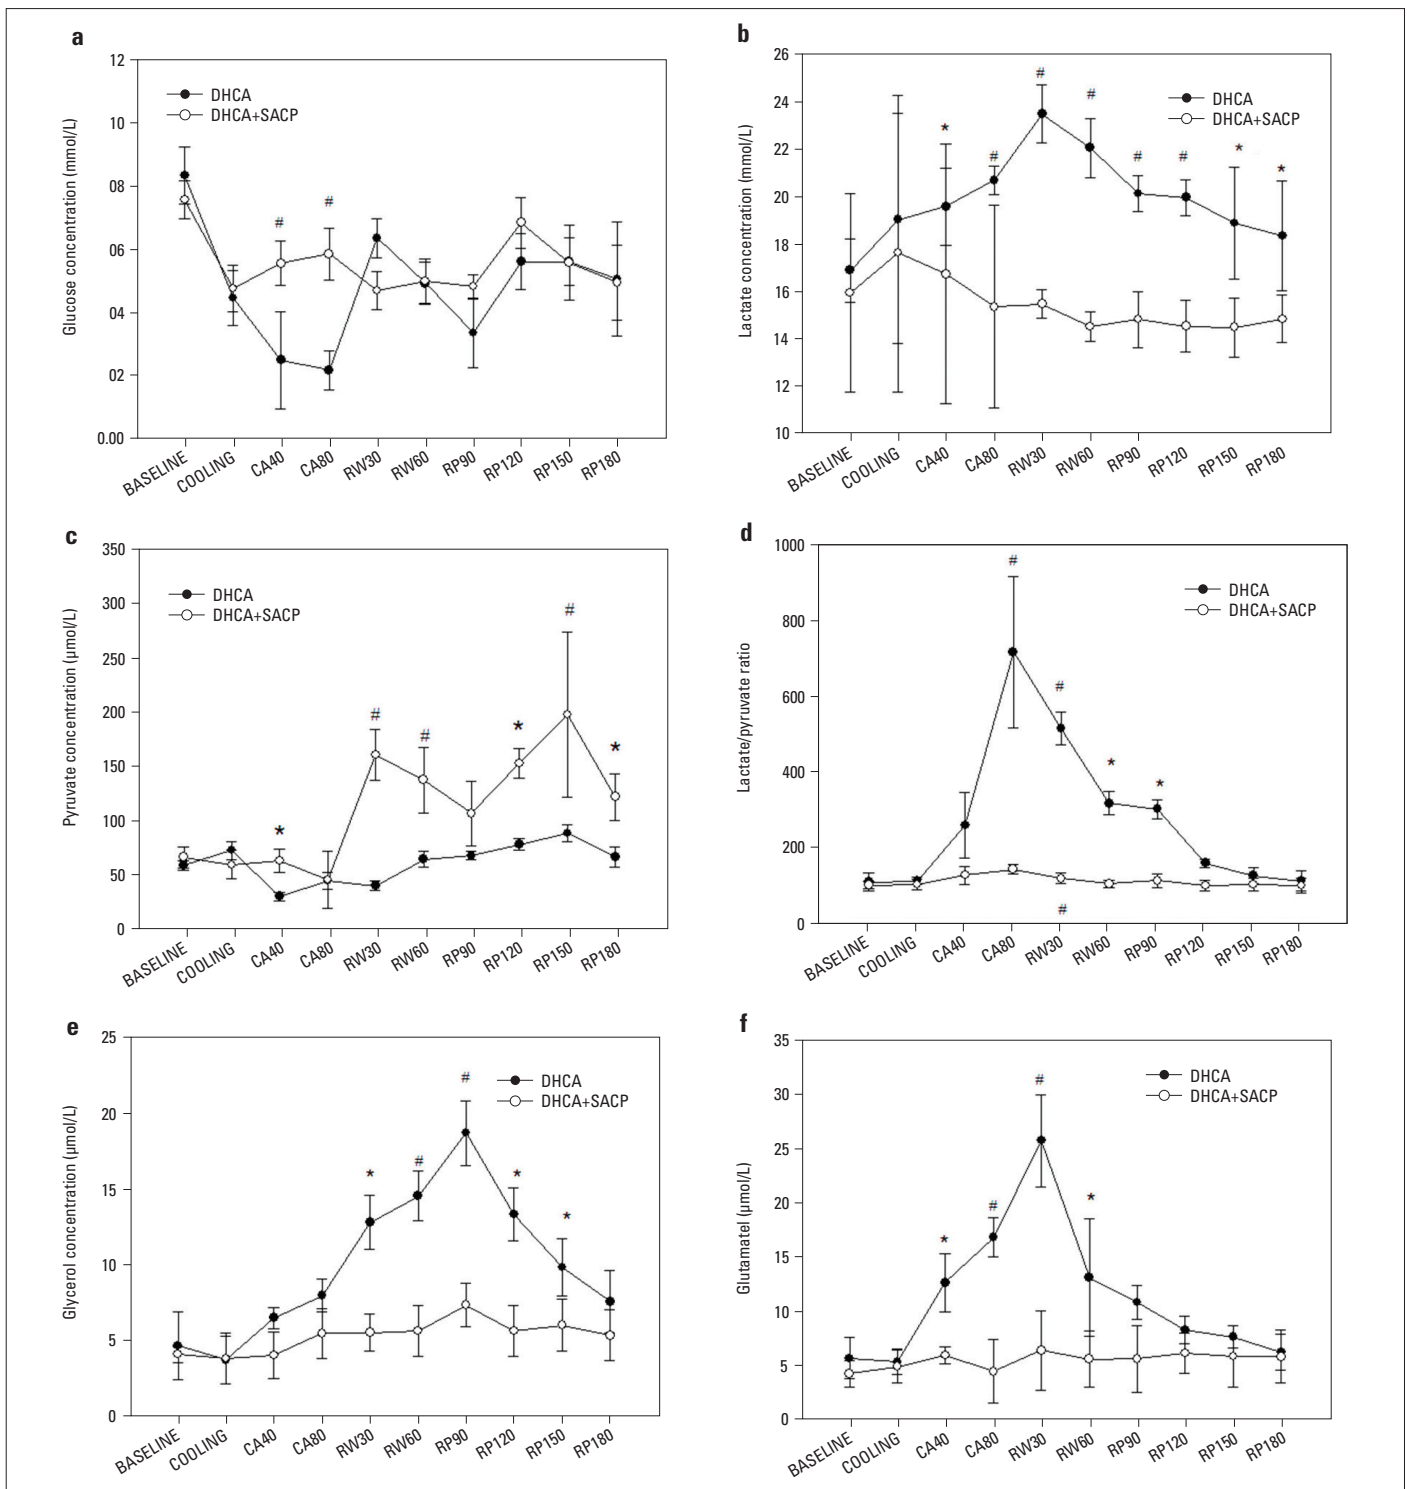 a
Glucose concentration (mmol/L)
12
10
08
06
04
02
0.00
DHCA
DHCA+SACP
#
#
BASELINE
COOLING
CA40
CA80
RW30
RW60
RP90
RP120
RP150
RP180
b
Lactate concentration (mmol/L)
26
24
22
20
18
16
14
12
10
DHCA
DHCA+SACP
*
#
#
#
#
#
*
*
BASELINE
COOLING
CA40
CA80
RW30
RW60
RP90
RP120
RP150
RP180
c
Pyruvate concentration (µmol/L)
350
300
250
200
150
100
50
0
DHCA
DHCA+SACP
*
#
#
*
#
*
BASELINE
COOLING
CA40
CA80
RW30
RW60
RP90
RP120
RP150
RP180
d
Lactate/pyruvate ratio
1000
800
600
400
200
0
DHCA
DHCA+SACP
#
#
*
*
#
BASELINE
COOLING
CA40
CA80
RW30
RW60
RP90
RP120
RP150
RP180
e
Glycerol concentration (µmol/L)
25
20
15
10
5
0
DHCA
DHCA+SACP
*
#
#
*
*
BASELINE
COOLING
CA40
CA80
RW30
RW60
RP90
RP120
RP150
RP180
f
Glutamatel (µmol/L)
35
30
25
20
15
10
5
0
DHCA
DHCA+SACP
*
#
#
*
BASELINE
COOLING
CA40
CA80
RW30
RW60
RP90
RP120
RP150
RP180